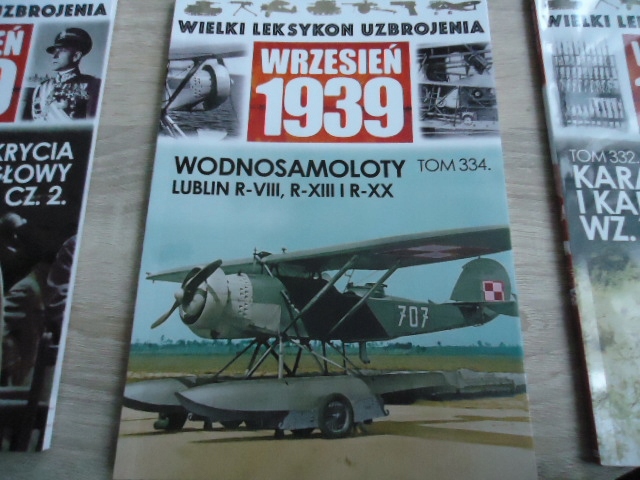 UZBROJENIA
KRYCIA
CZ. 2.
WIELKI LEKSYKON UZBROJENIA
WRZESIEŃ
1939
WODNOSAMOLOTY TOM 334.
LUBLIN R-VIII, R-XIII I R-XX
707
WIELKI
TOM 332.
WZ.